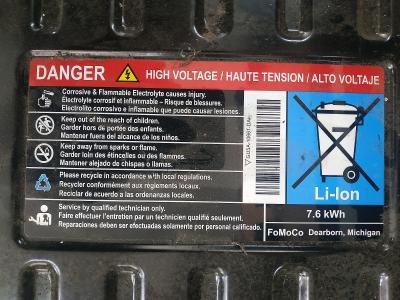 DANGER HIGH VOLTAGE / HAUTE TENSION / ALTO VOLTAJE
Corrosive & Flammable Electrolyte causes injury.
Électrolyte corrosif et inflammable – Risque de blessures.
Electrolito corrosivo e inflamable que puede causar lesiones.
Keep out of the reach of children.
Garder hors de portée des enfants.
Mantener fuera del alcance de los niños.
Keep away from sparks or flame.
Garder loin des étincelles ou des flammes.
Mantener alejado de chispas o llamas.
Please recycle in accordance with local regulations.
Recycler conformément aux règlements locaux.
Reciclar de acuerdo a las ordenanzas locales.
Service by qualified technician only.
Faire effectuer l'entretien par un technicien qualifié seulement.
Reparaciones deben ser efectuadas solamente por personal calificado.
Li-Ion
7.6 kWh
FoMoCo Dearborn, Michigan